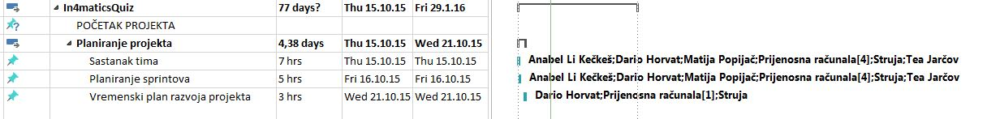 In4maticsQuiz 77 days? Thu 15.10.15 Fri 29.1.16
POČETAK PROJEKTA
Planiranje projekta 4,38 days Thu 15.10.15 Wed 21.10.15
Sastanak tima 7 hrs Thu 15.10.15 Thu 15.10.15 Anabel Li Kečkeš;Dario Horvat;Matija Popijač;Prijenosna računala[4];Struja;Tea Jarčov
Planiranje sprintova 5 hrs Fri 16.10.15 Fri 16.10.15 Anabel Li Kečkeš;Dario Horvat;Matija Popijač;Prijenosna računala[4];Struja;Tea Jarčov
Vremenski plan razvoja projekta 3 hrs Wed 21.10.15 Wed 21.10.15 Dario Horvat;Prijenosna računala[1];Struja